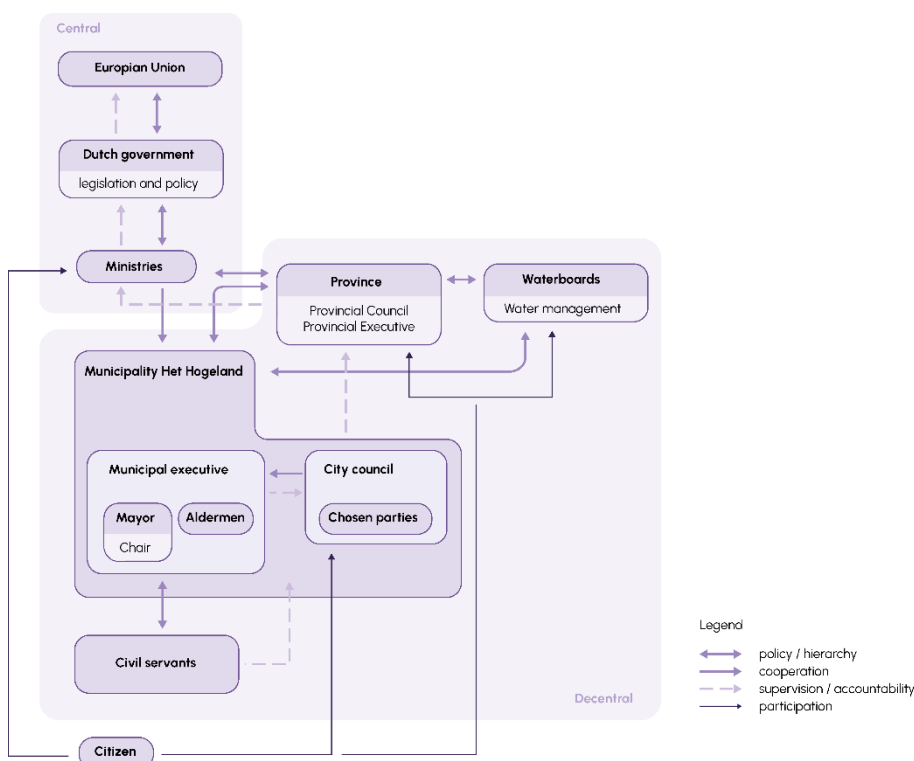 Central
Europian Union
Dutch government
legislation and policy
Ministries
Province
Provincial Council
Provincial Executive
Waterboards
Water management
Municipality Het Hogeland
Municipal executive
Mayor
Chair
Aldermen
City council
Chosen parties
Civil servants
Decentral
Citizen
Legend
policy / hierarchy
cooperation
supervision / accountability
participation